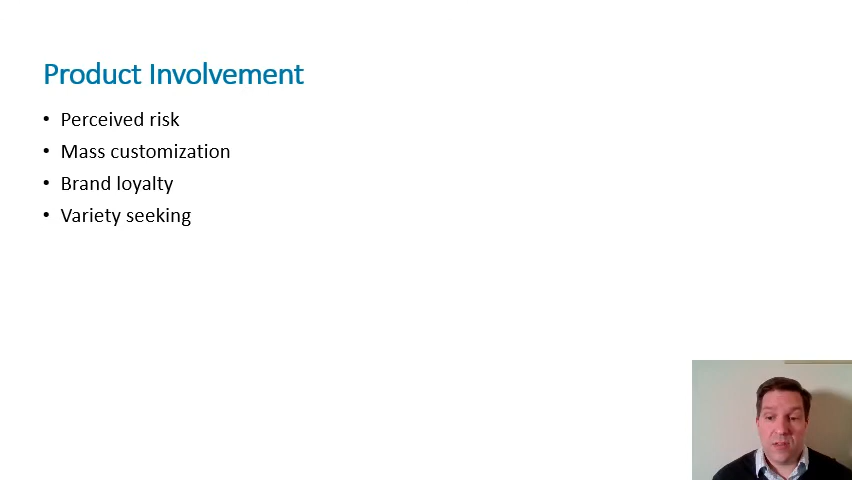 Product Involvement
• Perceived risk
• Mass customization
• Brand loyalty
• Variety seeking